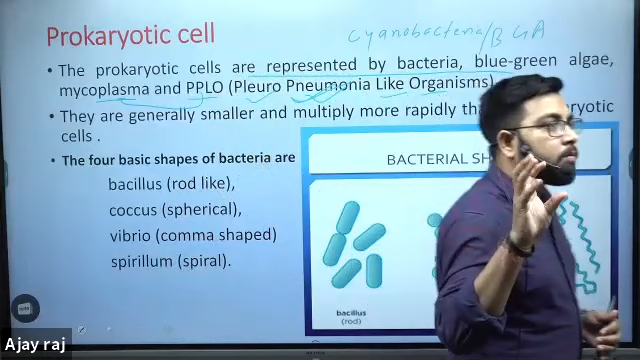 Prokaryotic cell
cyanobacteria/BGA
• The prokaryotic cells are represented by bacteria, blue-green algae,
mycoplasma and PPLO (Pleuro Pneumonia Like Organisms)
• They are generally smaller and multiply more rapidly
cells .
• The four basic shapes of bacteria are
BACTERIAL
bacillus (rod like),
coccus (spherical),
vibrio (comma shaped)
spirillum (spiral).
bacillus
(rod)
Ajay raj